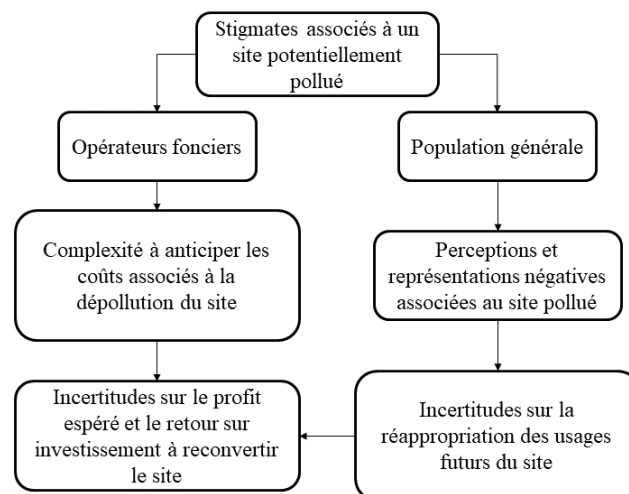 Stigmates associés à un
site potentiellement
pollué
Opérateurs fonciers
Population générale
Complexité à anticiper les
coûts associés à la
dépollution du site
Perceptions et
représentations négatives
associées au site pollué
Incertitudes sur le profit
espéré et le retour sur
investissement à reconvertir
le site
Incertitudes sur la
réappropriation des usages
futurs du site